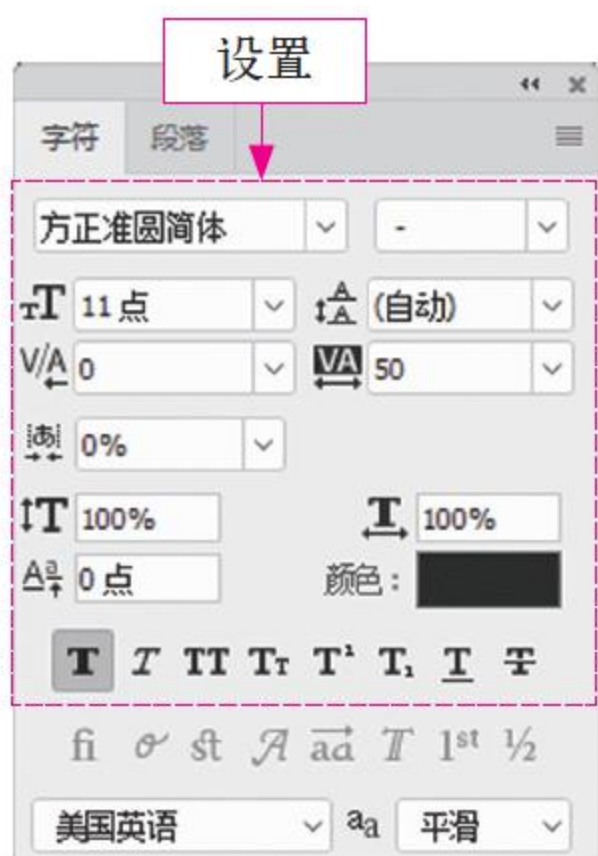 设置
字符 段落
方正准圆简体 -
11 点 (自动)
0 50
0%
100% 100%
0 点 颜色：
T T TT Tт T¹ T₁ T T
fi st aa T 1st ½
美国英语 aa 平滑